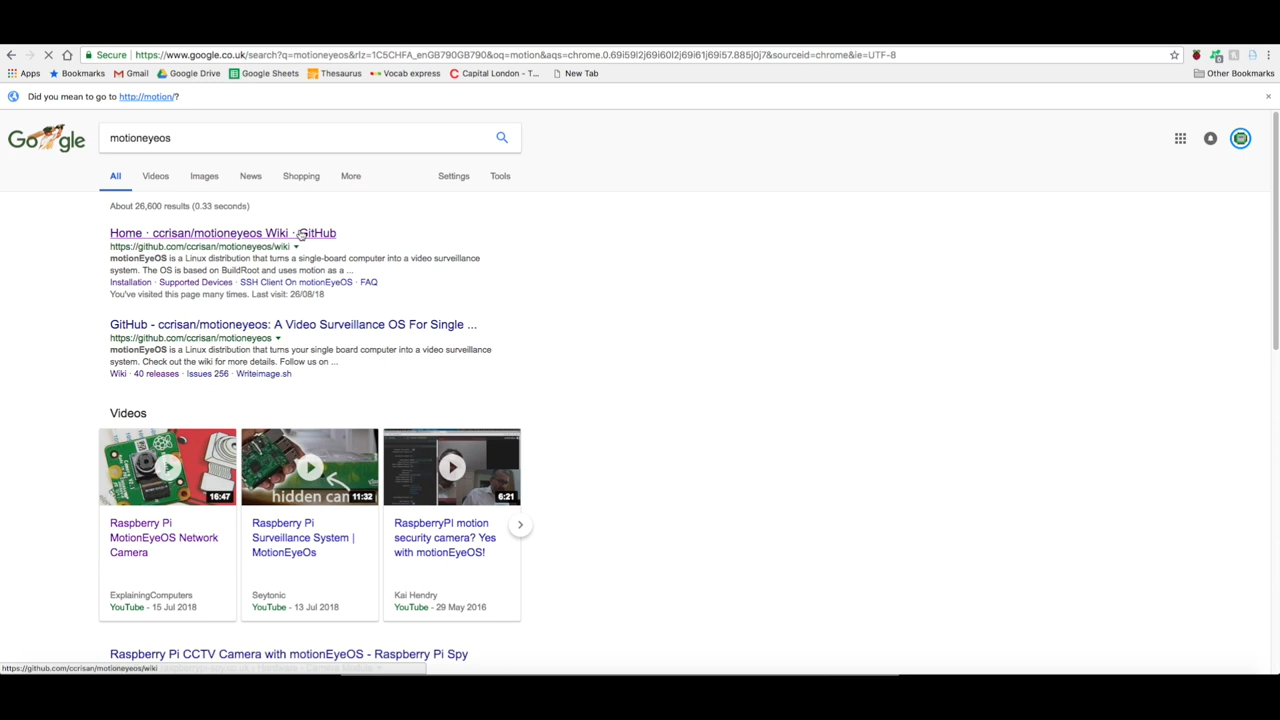 Secure https://www.google.co.uk/search?q=motioneyeos&rlz=1C5CHFA_enGB790GB790&oq=motion&aqs=chrome.0.69i59l2j69i60l2j69i61j69i57.885j0j7&sourceid=chrome&ie=UTF-8
Apps Bookmarks Gmail Google Drive Google Sheets Thesaurus Vocab express Capital London - T... New Tab Other Bookmarks
Did you mean to go to http://motion/?
Google motioneyeos
All Videos Images News Shopping More Settings Tools
About 26,600 results (0.33 seconds)
Home · ccrisan/motioneyeos Wiki · GitHub
https://github.com/ccrisan/motioneyeos/wiki
motionEyeOS is a Linux distribution that turns a single-board computer into a video surveillance
system. The OS is based on BuildRoot and uses motion as a ...
Installation · Supported Devices · SSH Client On motionEyeOS · FAQ
You've visited this page many times. Last visit: 26/08/18
GitHub - ccrisan/motioneyeos: A Video Surveillance OS For Single ...
https://github.com/ccrisan/motioneyeos
motionEyeOS is a Linux distribution that turns your single board computer into a video surveillance
system. Check out the wiki for more details. Follow us on ...
Wiki · 40 releases · Issues 256 · Writeimage.sh
Videos
16:47
hidden cam 11:32
6:21
Raspberry Pi
MotionEyeOS Network
Camera
ExplainingComputers
YouTube - 15 Jul 2018
Raspberry Pi
Surveillance System |
MotionEyeOs
Seytonic
YouTube - 13 Jul 2018
RaspberryPI motion
security camera? Yes
with motionEyeOS!
Kai Hendry
YouTube - 29 May 2016
Raspberry Pi CCTV Camera with motionEyeOS - Raspberry Pi Spy
https://github.com/ccrisan/motioneyeos/wiki